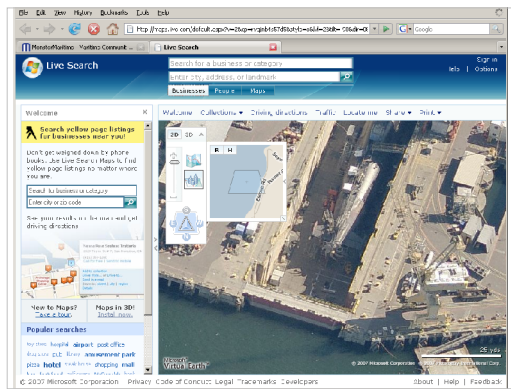 File Edit View History Bookmarks Tools Help
Google
Live Search
Live Search
Search for a business or category
Enter city, address, or landmark
Businesses People Maps
Sign in
Help | Options
Welcome
Welcome Collections Driving directions Traffic Locate me Share Print
Search yellow page listings
for businesses near you!
Don't get weighed down by phone
books. Use Live Search Maps to find
yellow page listings no matter where
you are.
Search for business or category
Enter city or zip code
See your results on the map and get
driving directions
New to Maps?
Take a tour.
Maps in 3D!
Install now.
Popular searches
hospital airport post office
amusement park
pizza hotel shopping mall
2D 3D
R H
Microsoft
Virtual Earth
25 yds
© 2007 Microsoft Corporation
© 2007 Microsoft Corporation Privacy Code of Conduct Legal Trademarks Developers
About | Help | Feedback